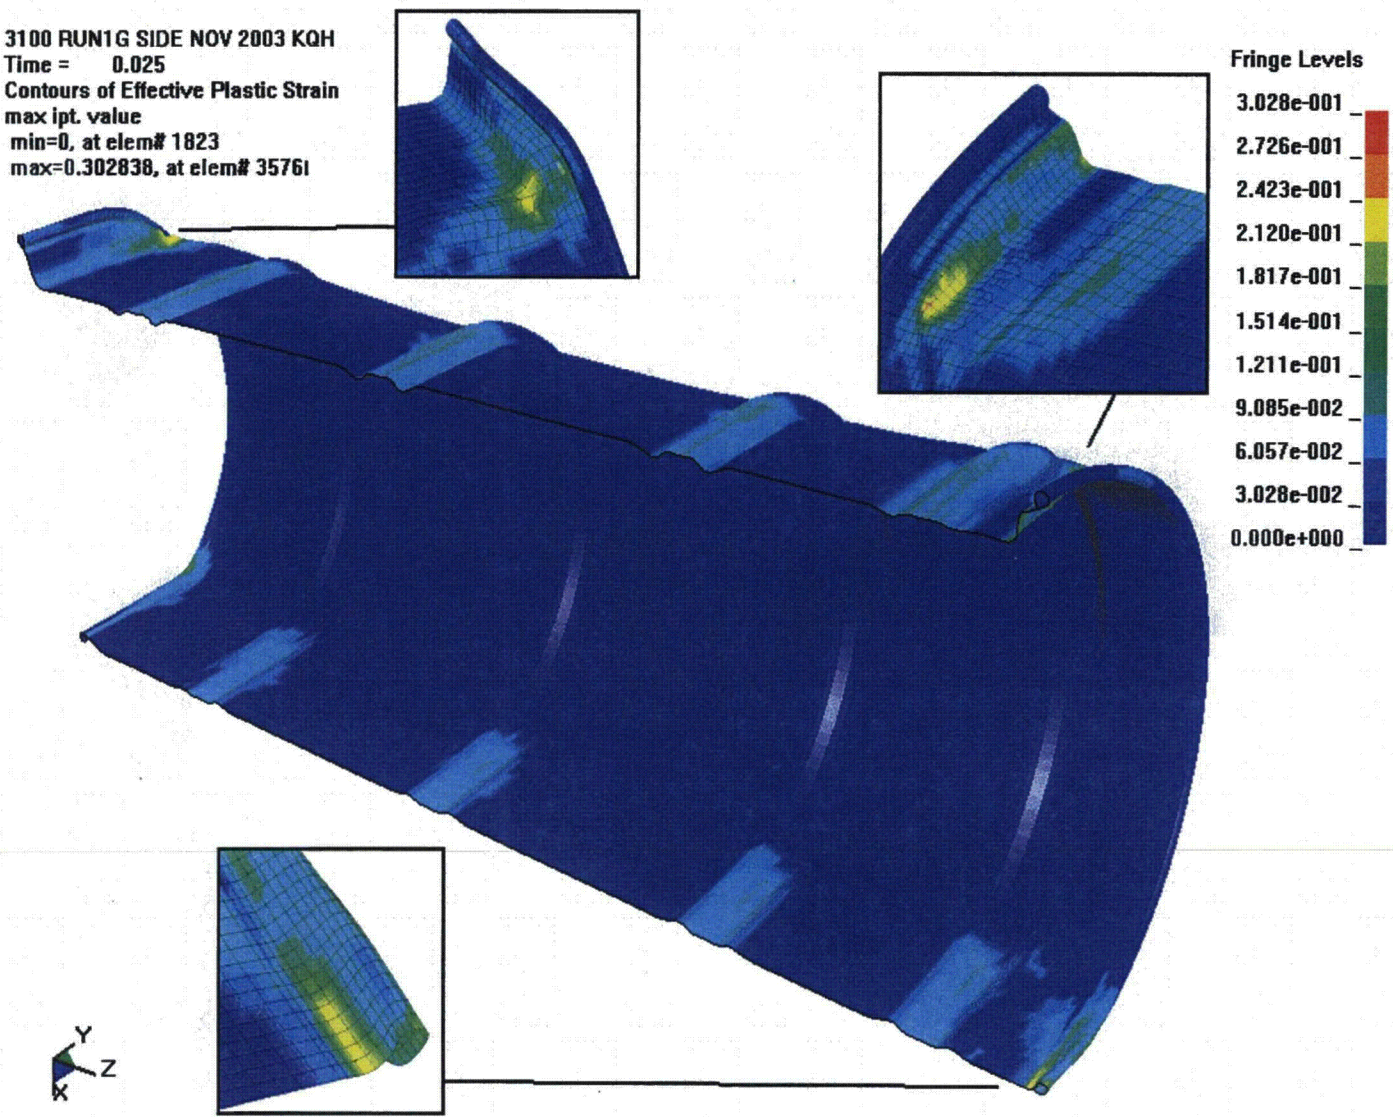 3100 RUN1G SIDE NOV 2003 KQH
Time = 0.025
Contours of Effective Plastic Strain
max ipt. value
min=0, at elem# 1823
max=0.302838, at elem# 35761
Fringe Levels
3.028e-001
2.726e-001
2.423e-001
2.120e-001
1.817e-001
1.514e-001
1.211e-001
9.085e-002
6.057e-002
3.028e-002
0.000e+000
Y
Z
X